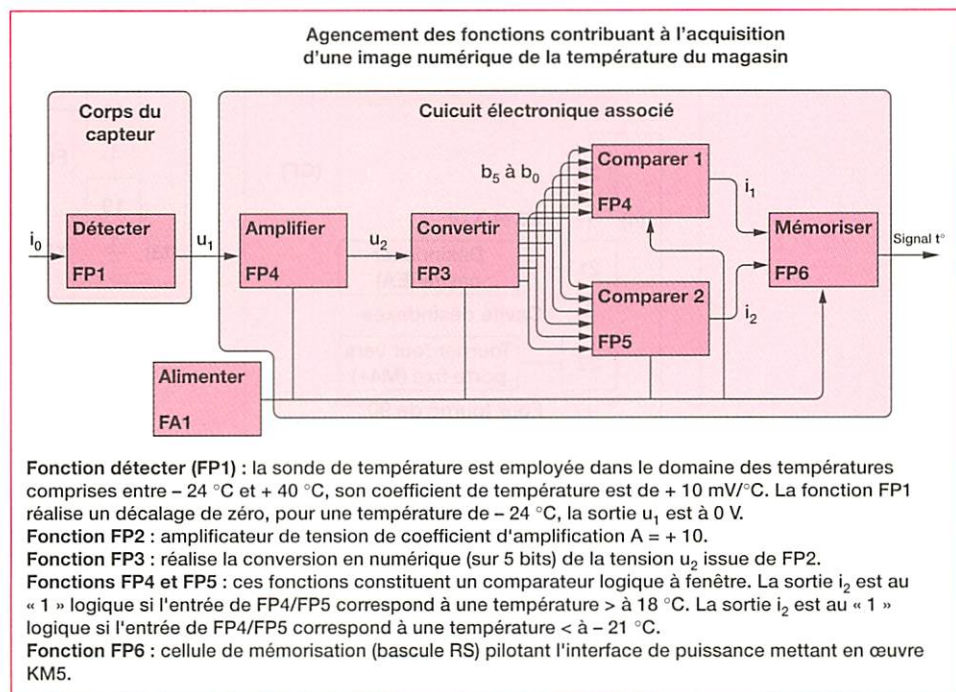 Agencement des fonctions contribuant à l'acquisition
d'une image numérique de la température du magasin
Corps du
capteur
Cuicuit électronique associé
i0
Détecter
FP1
u1
Amplifier
FP4
u2
Convertir
FP3
b5 à b0
Comparer 1
FP4
i1
Comparer 2
FP5
i2
Mémoriser
FP6
Signal t°
Alimenter
FA1
Fonction détecter (FP1) : la sonde de température est employée dans le domaine des températures
comprises entre – 24 °C et + 40 °C, son coefficient de température est de + 10 mV/°C. La fonction FP1
réalise un décalage de zéro, pour une température de – 24 °C, la sortie u1 est à 0 V.
Fonction FP2 : amplificateur de tension de coefficient d'amplification A = + 10.
Fonction FP3 : réalise la conversion en numérique (sur 5 bits) de la tension u2 issue de FP2.
Fonctions FP4 et FP5 : ces fonctions constituent un comparateur logique à fenêtre. La sortie i2 est au
« 1 » logique si l'entrée de FP4/FP5 correspond à une température > à 18 °C. La sortie i2 est au « 1 »
logique si l'entrée de FP4/FP5 correspond à une température < à – 21 °C.
Fonction FP6 : cellule de mémorisation (bascule RS) pilotant l'interface de puissance mettant en œuvre
KM5.